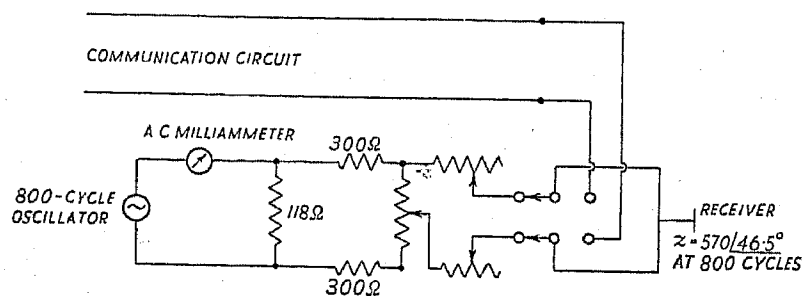 COMMUNICATION CIRCUIT
A C MILLIAMMETER
300Ω
800-CYCLE
OSCILLATOR
118Ω
300Ω
RECEIVER
z=570/46.5°
AT 800 CYCLES